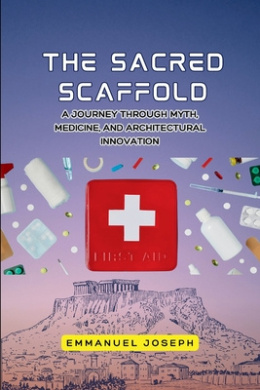 THE SACRED
SCAFFOLD
A JOURNEY THROUGH MYTH,
MEDICINE, AND ARCHITECTURAL
INNOVATION
FIRST AID
EMMANUEL JOSEPH